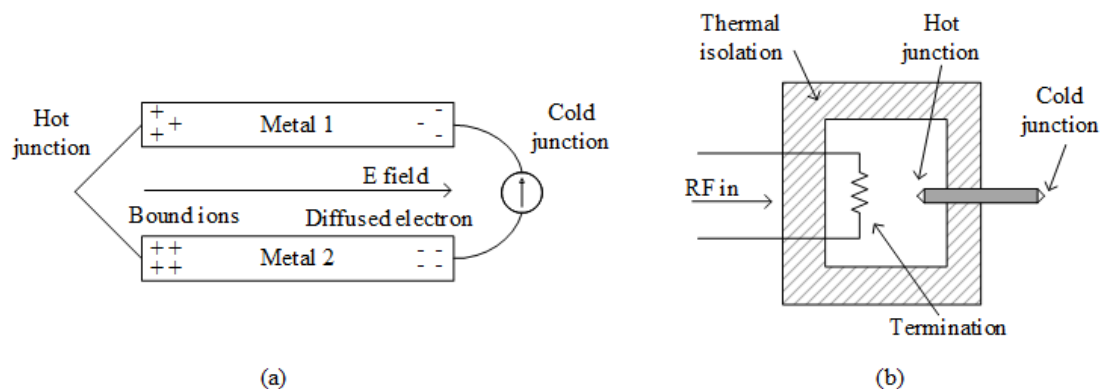 Hot
junction
+ +
+
Metal 1
- -
-
Cold
junction
E field
Bound ions
Diffused electron
++
++
Metal 2
- -
- -
(a)
Thermal
isolation
Hot
junction
Cold
junction
RF in
Termination
(b)